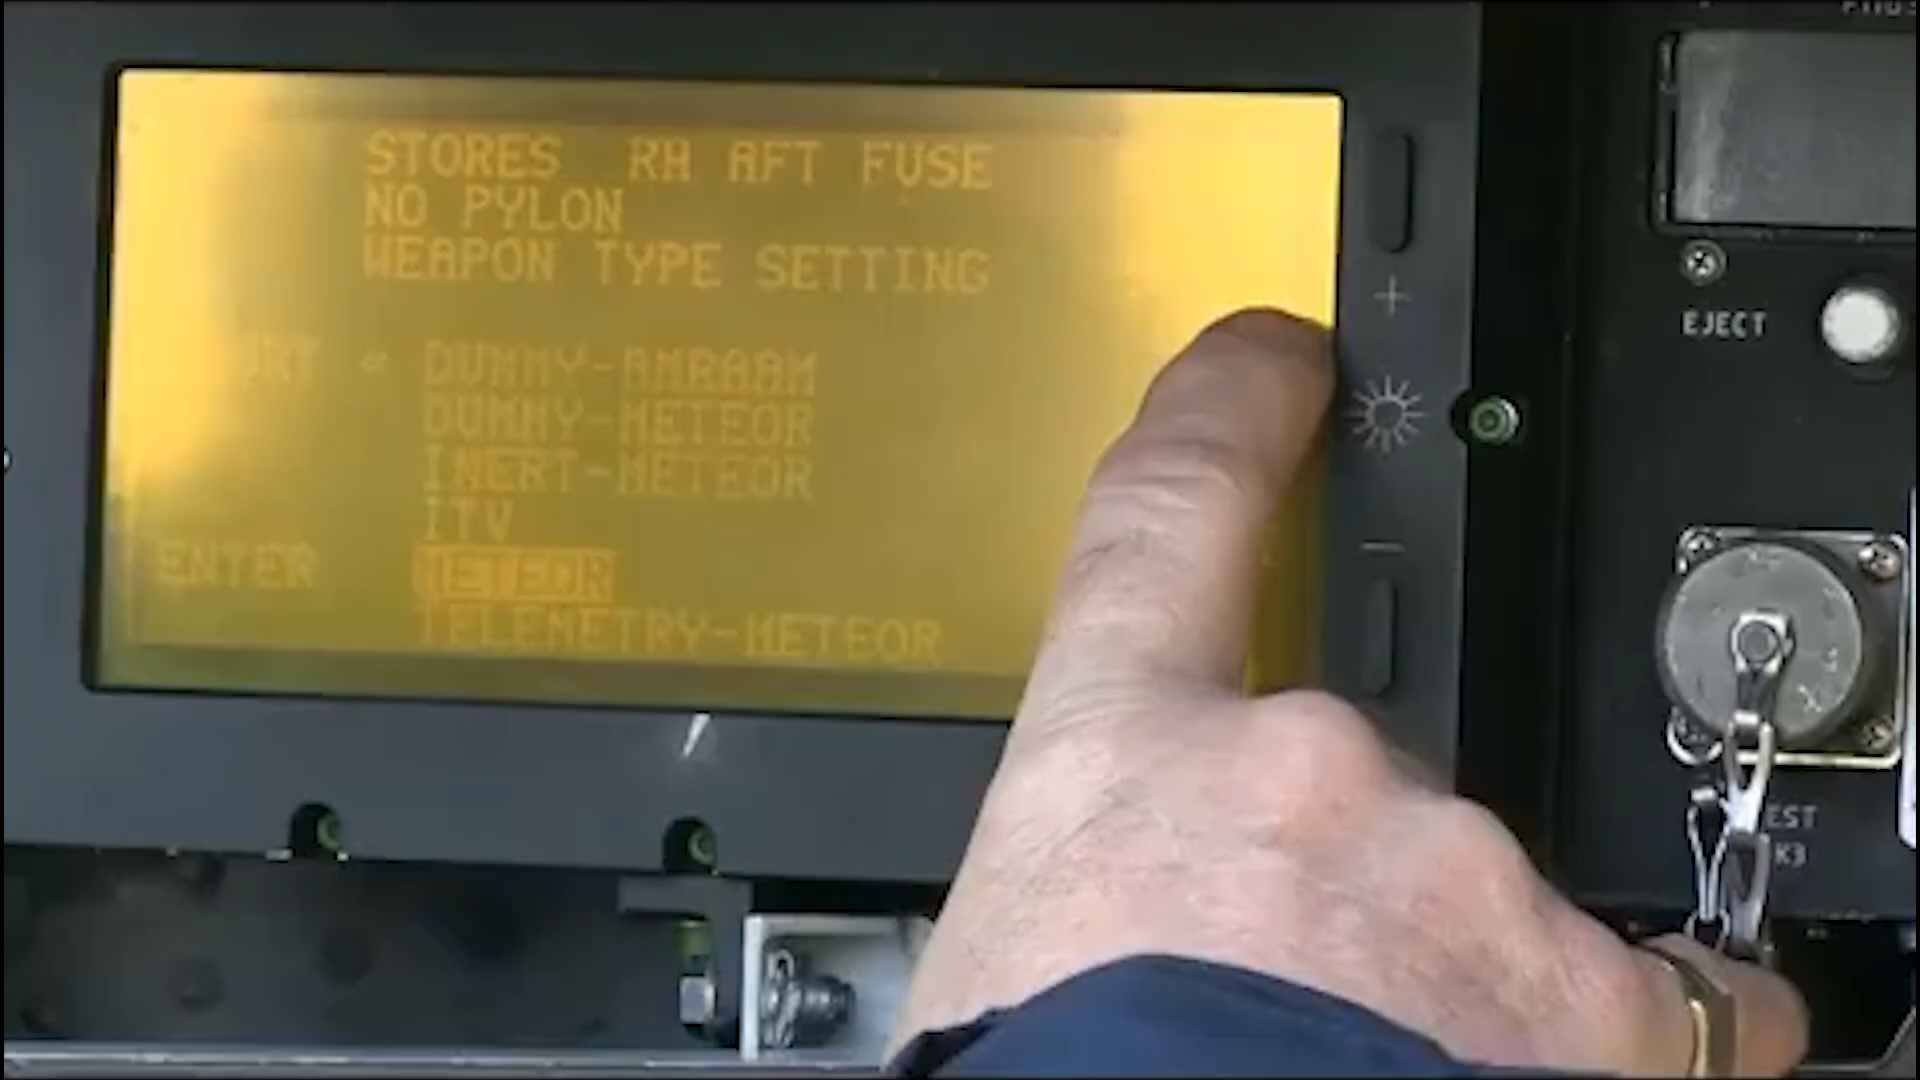 STORES RH AFT FUSE
NO PYLON
WEAPON TYPE SETTING
DUMMY-AMRAAM
DUMMY-METEOR
INERT-METEOR
ITV
ENTER METEOR
TELEMETRY-METEOR
+
−
EJECT
K3